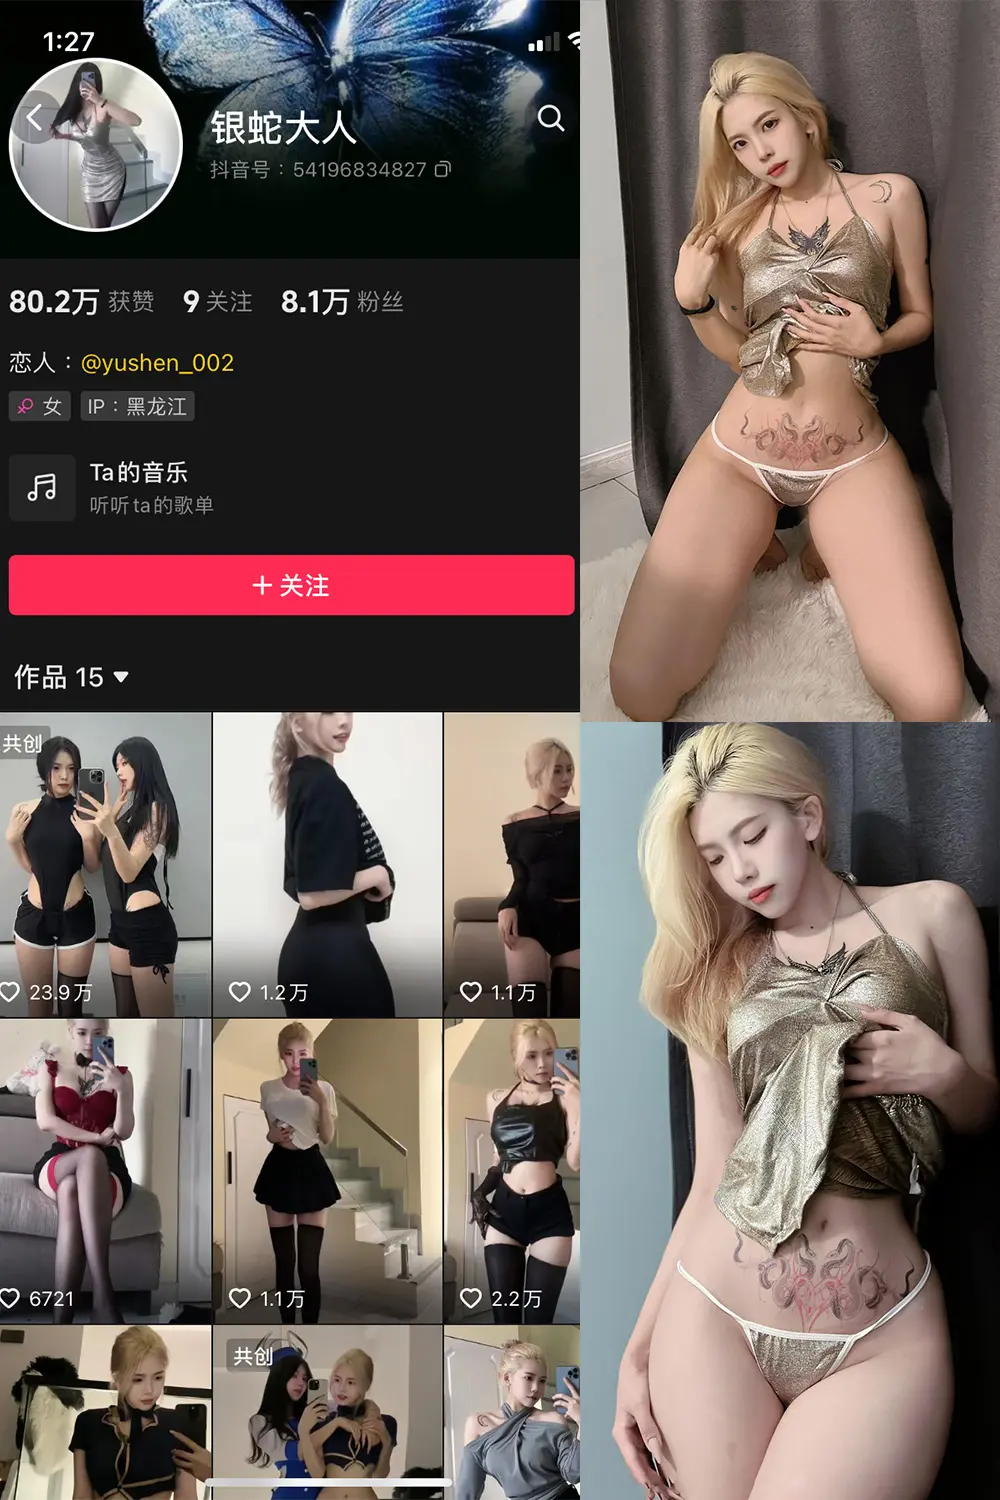 1:27
银蛇大人
抖音号：54196834827
80.2万 获赞 9 关注 8.1万 粉丝
恋人：@yushen_002
女 IP：黑龙江
Ta的音乐
听听ta的歌单
+ 关注
作品 15
共创
23.9万 1.2万 1.1万
6721 1.1万 2.2万
共创